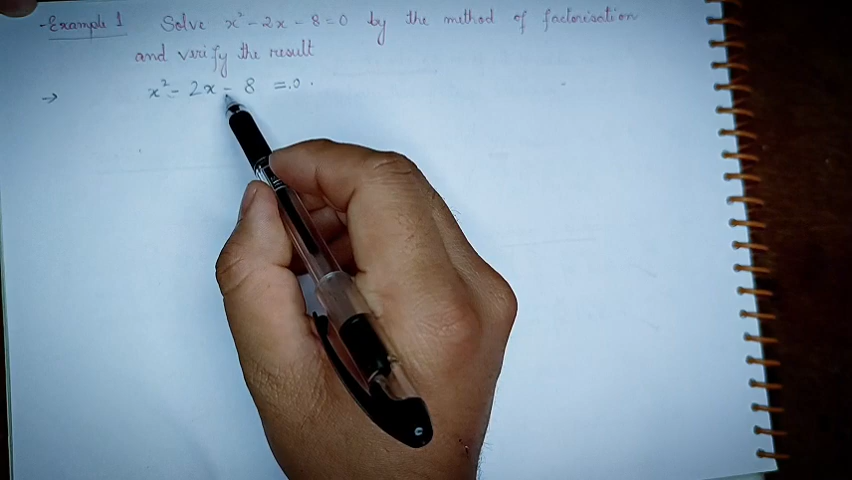 -Example 1 Solve x² - 2x - 8 = 0 by the method of factorisation
and verify the result
→ x² - 2x - 8 = 0.